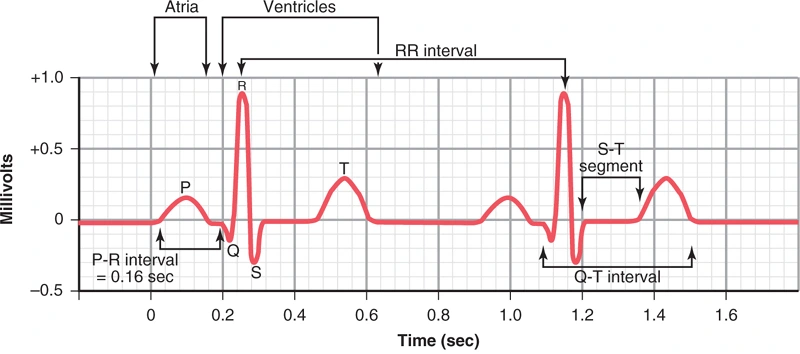 Atria
Ventricles
RR interval
+1.0
R
Millivolts
+0.5
S-T
segment
P
T
0
P-R interval
= 0.16 sec
Q
S
Q-T interval
−0.5
0 0.2 0.4 0.6 0.8 1.0 1.2 1.4 1.6
Time (sec)